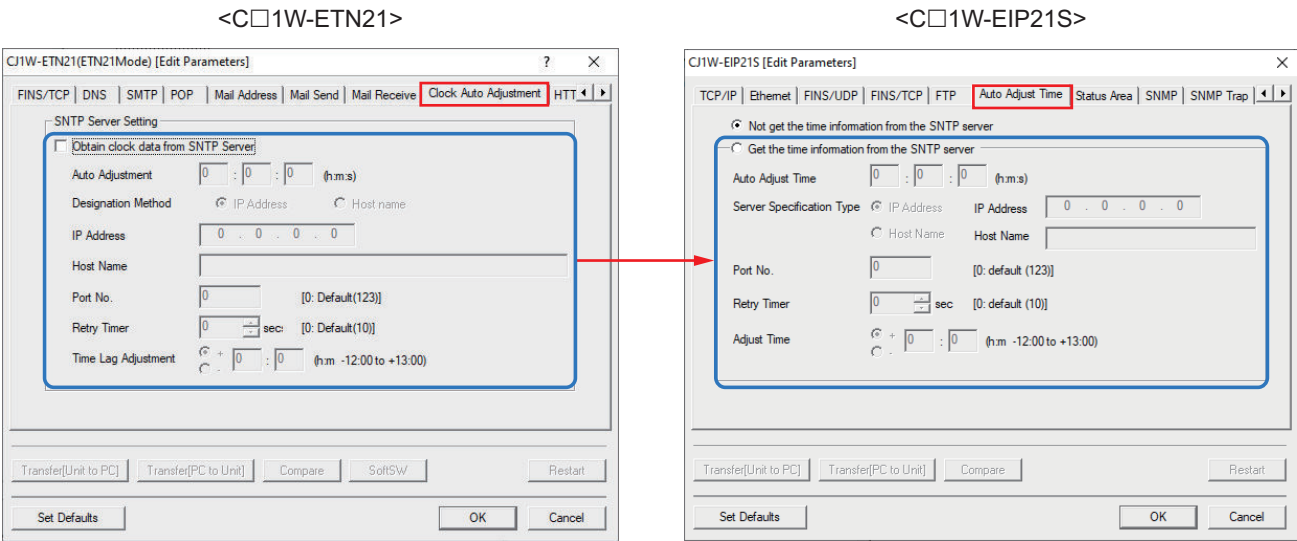 <C□1W-ETN21>
CJ1W-ETN21(ETN21Mode) [Edit Parameters] ? ×
FINS/TCP DNS SMTP POP Mail Address Mail Send Mail Receive Clock Auto Adjustment HTT
SNTP Server Setting
Obtain clock data from SNTP Server
Auto Adjustment 0 : 0 : 0 (h:m:s)
Designation Method IP Address Host name
IP Address 0 . 0 . 0 . 0
Host Name
Port No. 0 [0: Default(123)]
Retry Timer 0 sec: [0: Default(10)]
Time Lag Adjustment + - 0 : 0 (h:m -12:00 to +13:00)
Transfer[Unit to PC] Transfer[PC to Unit] Compare SoftSW Restart
Set Defaults OK Cancel
<C□1W-EIP21S>
CJ1W-EIP21S [Edit Parameters] ×
TCP/IP Ethernet FINS/UDP FINS/TCP FTP Auto Adjust Time Status Area SNMP SNMP Trap
Not get the time information from the SNTP server
Get the time information from the SNTP server
Auto Adjust Time 0 : 0 : 0 (h:m:s)
Server Specification Type IP Address IP Address 0 . 0 . 0 . 0
Host Name Host Name
Port No. 0 [0: default (123)]
Retry Timer 0 sec [0: default (10)]
Adjust Time + - 0 : 0 (h:m -12:00 to +13:00)
Transfer[Unit to PC] Transfer[PC to Unit] Compare Restart
Set Defaults OK Cancel